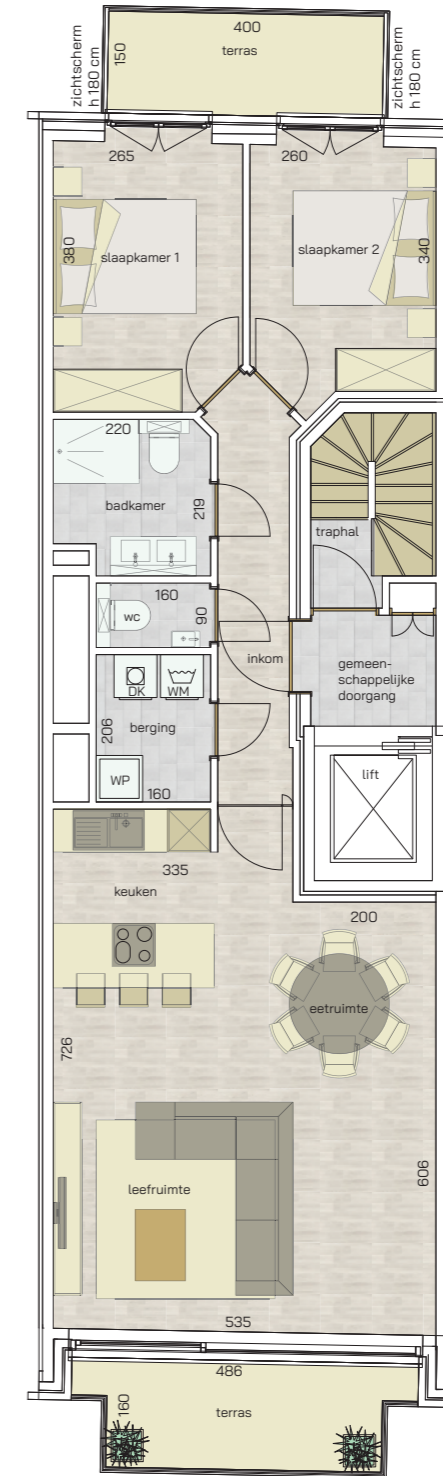 400
terras
150
zichtscherm
h 180 cm
zichtscherm
h 180 cm
265
260
380
slaapkamer 1
slaapkamer 2
340
220
badkamer
219
traphal
160
wc
90
inkom
gemeen-
schappelijke
doorgang
DK
WM
206
berging
WP
160
lift
335
keuken
200
eetruimte
726
606
leefruimte
535
486
160
terras